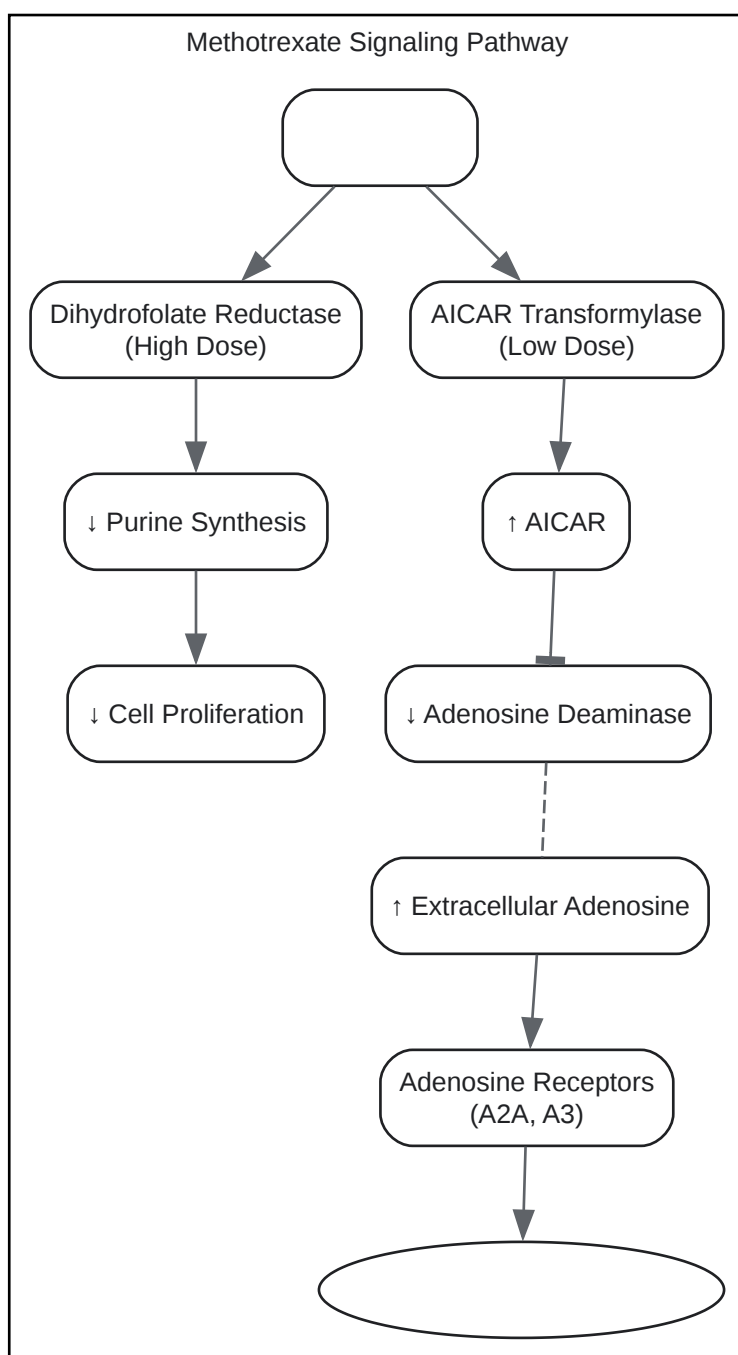 Methotrexate Signaling Pathway
Dihydrofolate Reductase
(High Dose)
AICAR Transformylase
(Low Dose)
↓ Purine Synthesis
↑ AICAR
↓ Cell Proliferation
↓ Adenosine Deaminase
↑ Extracellular Adenosine
Adenosine Receptors
(A2A, A3)